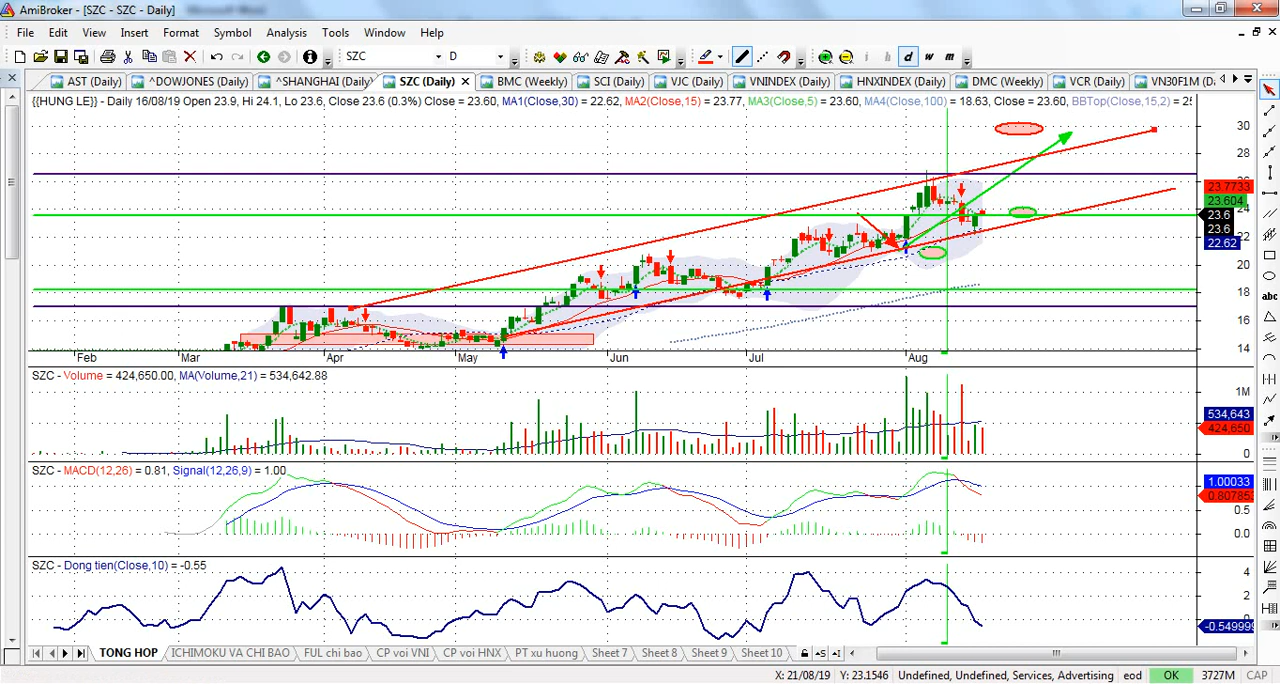 AmiBroker - [SZC - SZC - Daily]
File Edit View Insert Format Symbol Analysis Tools Window Help
SZC D i h d w m
AST (Daily) ^DOWJONES (Daily) ^SHANGHAI (Daily) SZC (Daily) BMC (Weekly) SCI (Daily) VJC (Daily) VNINDEX (Daily) HNXINDEX (Daily) DMC (Weekly) VCR (Daily) VN30F1M (D
{{HUNG LE}} - Daily 16/08/19 Open 23.9, Hi 24.1, Lo 23.6, Close 23.6 (0.3%) Close = 23.60, MA1(Close,30) = 22.62, MA2(Close,15) = 23.77, MA3(Close,5) = 23.60, MA4(Close,100) = 18.63, Close = 23.60, BBTop(Close,15,2) = 25
30
28
26
23.7733
23.604
24
23.6
23.6
22.62
20
18
16
14
abc
Feb Mar Apr May Jun Jul Aug
SZC - Volume = 424,650.00, MA(Volume,21) = 534,642.88
1M
534,643
424,650
0
SZC - MACD(12,26) = 0.81, Signal(12,26,9) = 1.00
1.00033
0.807853
0.5
0.0
SZC - Dong tien(Close,10) = -0.55
4
2
-0.549999
TONG HOP ICHIMOKU VA CHI BAO FUL chi bao CP voi VNI CP voi HNX PT xu huong Sheet 7 Sheet 8 Sheet 9 Sheet 10
X: 21/08/19 Y: 23.1546 Undefined, Undefined, Services, Advertising eod OK 3727M CAP